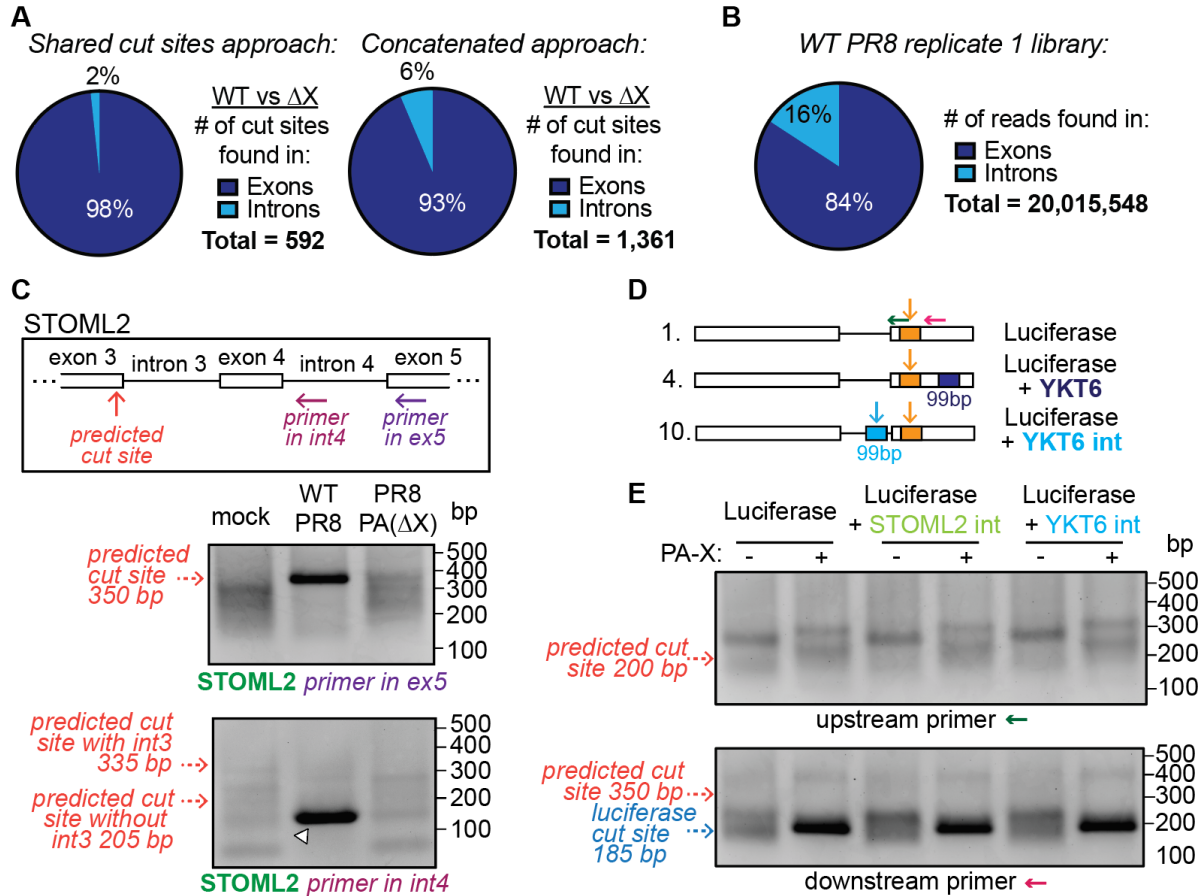 A
Shared cut sites approach:
2%
98%
WT vs ΔX
# of cut sites
found in:
Exons
Introns
Total = 592
Concatenated approach:
6%
93%
WT vs ΔX
# of cut sites
found in:
Exons
Introns
Total = 1,361
B
WT PR8 replicate 1 library:
16%
84%
# of reads found in:
Exons
Introns
Total = 20,015,548
C
STOML2
exon 3
intron 3
exon 4
intron 4
exon 5
... ...
predicted
cut site
primer
in int4
primer
in ex5
mock
WT
PR8
PR8
PA(ΔX)
bp
predicted
cut site
350 bp
500
400
300
200
100
STOML2 primer in ex5
predicted cut
site with int3
335 bp
predicted cut
site without
int3 205 bp
500
400
300
200
100
STOML2 primer in int4
D
1.
Luciferase
4.
99bp
Luciferase
+ YKT6
10.
99bp
Luciferase
+ YKT6 int
E
Luciferase
Luciferase
+ STOML2 int
Luciferase
+ YKT6 int
PA-X: - + - + - +
bp
predicted cut
site 200 bp
500
400
300
200
100
upstream primer ←
predicted cut
site 350 bp
luciferase
cut site
185 bp
500
400
300
200
100
downstream primer ←